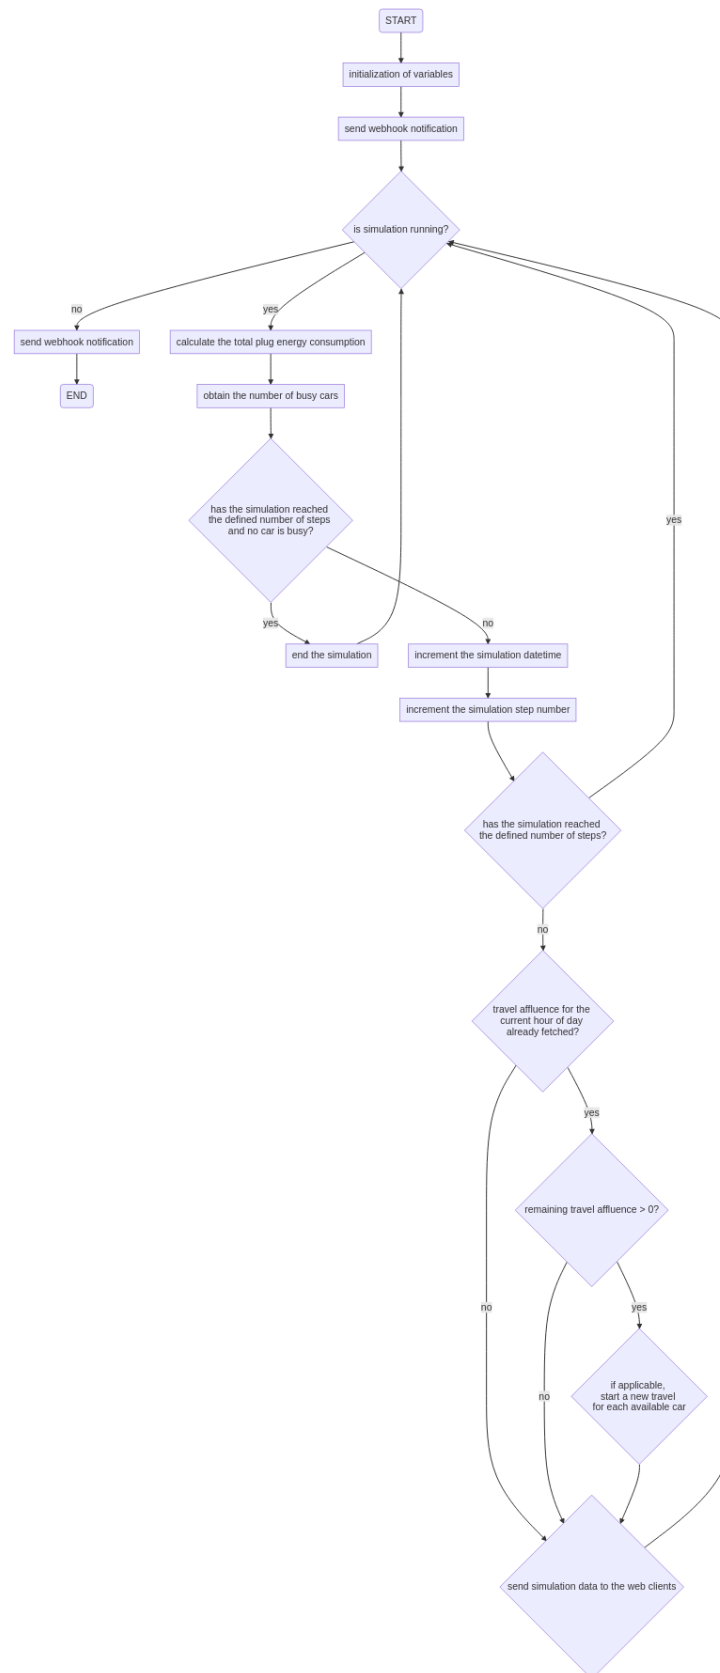 START
initialization of variables
send webhook notification
is simulation running?
no
yes
send webhook notification
calculate the total plug energy consumption
END
obtain the number of busy cars
has the simulation reached
the defined number of steps
and no car is busy?
yes
yes
no
end the simulation
increment the simulation datetime
increment the simulation step number
has the simulation reached
the defined number of steps?
no
travel affluence for the
current hour of day
already fetched?
yes
remaining travel affluence > 0?
no
yes
if applicable,
start a new travel
for each available car
no
send simulation data to the web clients